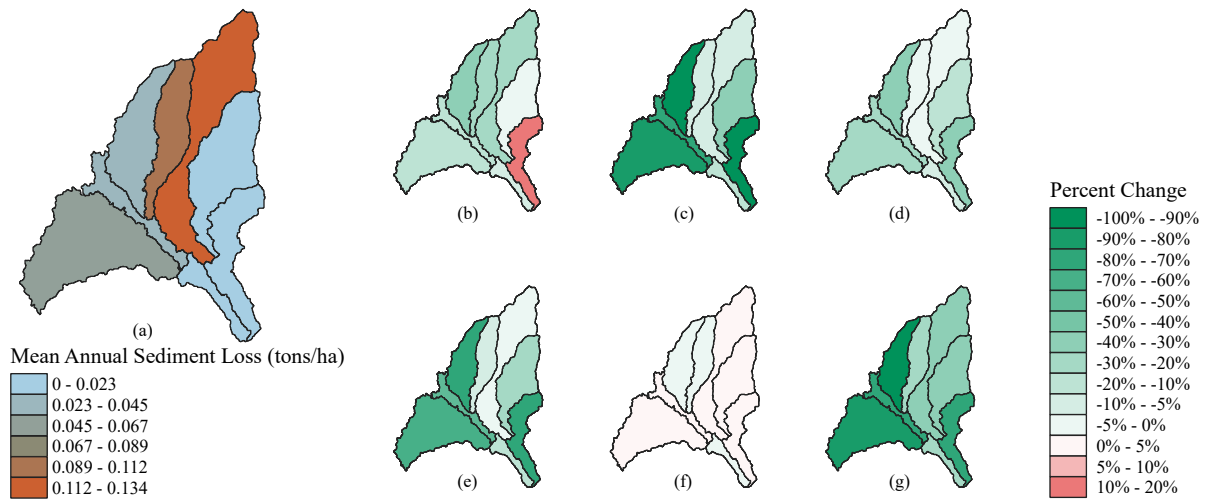 (a)
(b)
(c)
(d)
(e)
(f)
(g)
Mean Annual Sediment Loss (tons/ha)
0 - 0.023
0.023 - 0.045
0.045 - 0.067
0.067 - 0.089
0.089 - 0.112
0.112 - 0.134
Percent Change
-100% - -90%
-90% - -80%
-80% - -70%
-70% - -60%
-60% - -50%
-50% - -40%
-40% - -30%
-30% - -20%
-20% - -10%
-10% - -5%
-5% - 0%
0% - 5%
5% - 10%
10% - 20%